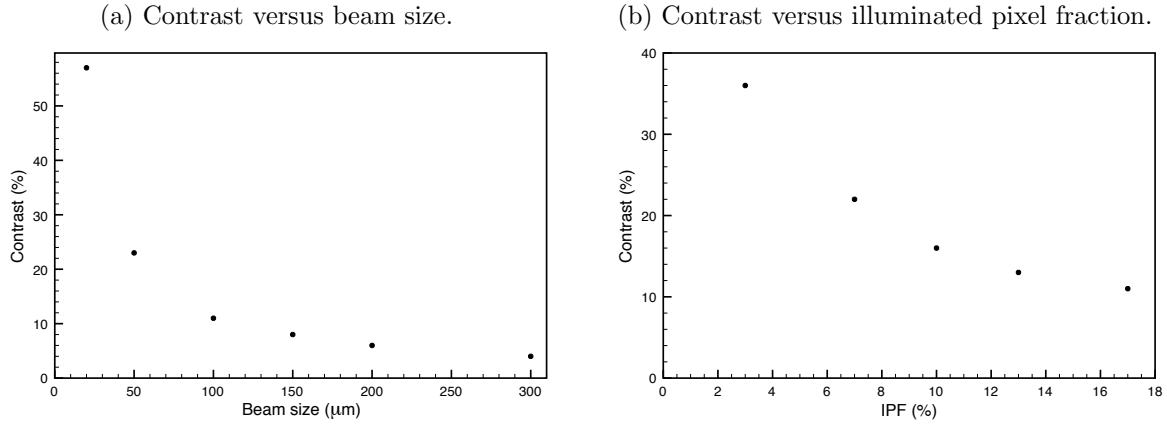 (a) Contrast versus beam size.
(b) Contrast versus illuminated pixel fraction.
Contrast (%)
50
40
30
20
10
0
0 50 100 150 200 250 300
Beam size (μm)
Contrast (%)
40
30
20
10
0
0 2 4 6 8 10 12 14 16 18
IPF (%)